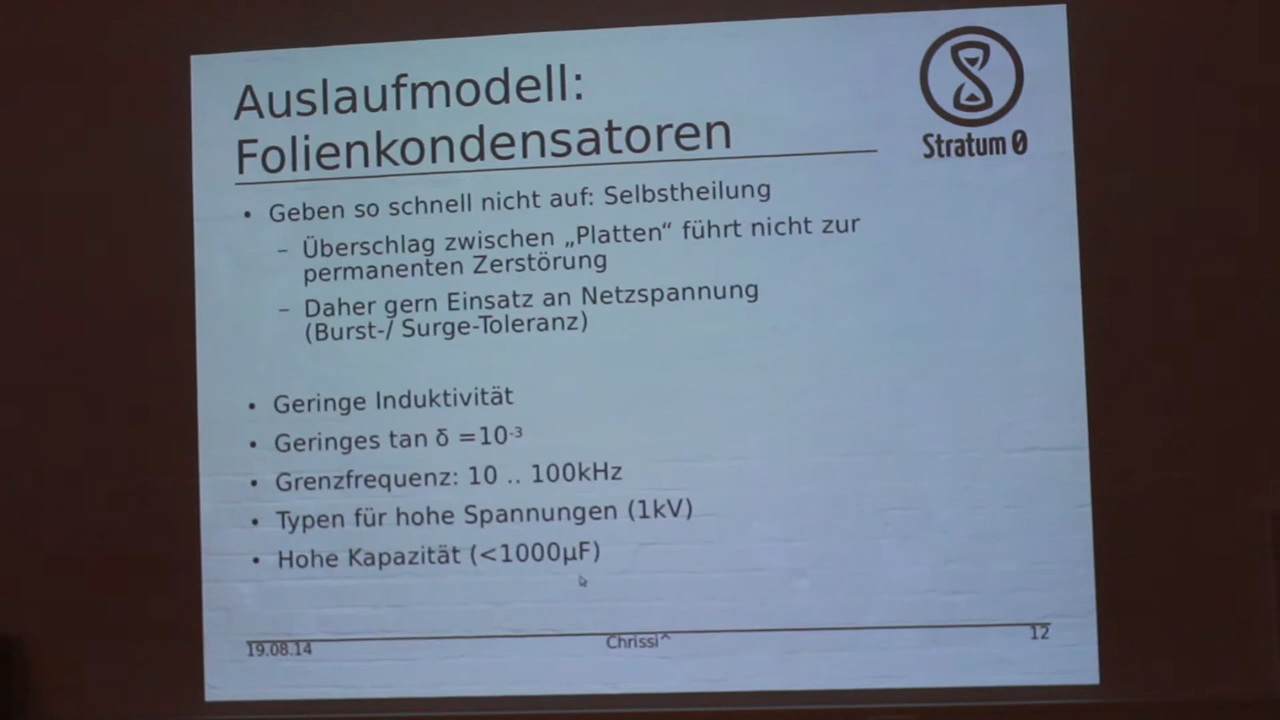 Auslaufmodell:
Folienkondensatoren
Stratum 0
• Geben so schnell nicht auf: Selbstheilung
– Überschlag zwischen „Platten“ führt nicht zur
permanenten Zerstörung
– Daher gern Einsatz an Netzspannung
(Burst-/ Surge-Toleranz)
• Geringe Induktivität
• Geringes tan δ =10⁻³
• Grenzfrequenz: 10 .. 100kHz
• Typen für hohe Spannungen (1kV)
• Hohe Kapazität (<1000µF)
19.08.14
Chrissi^
12